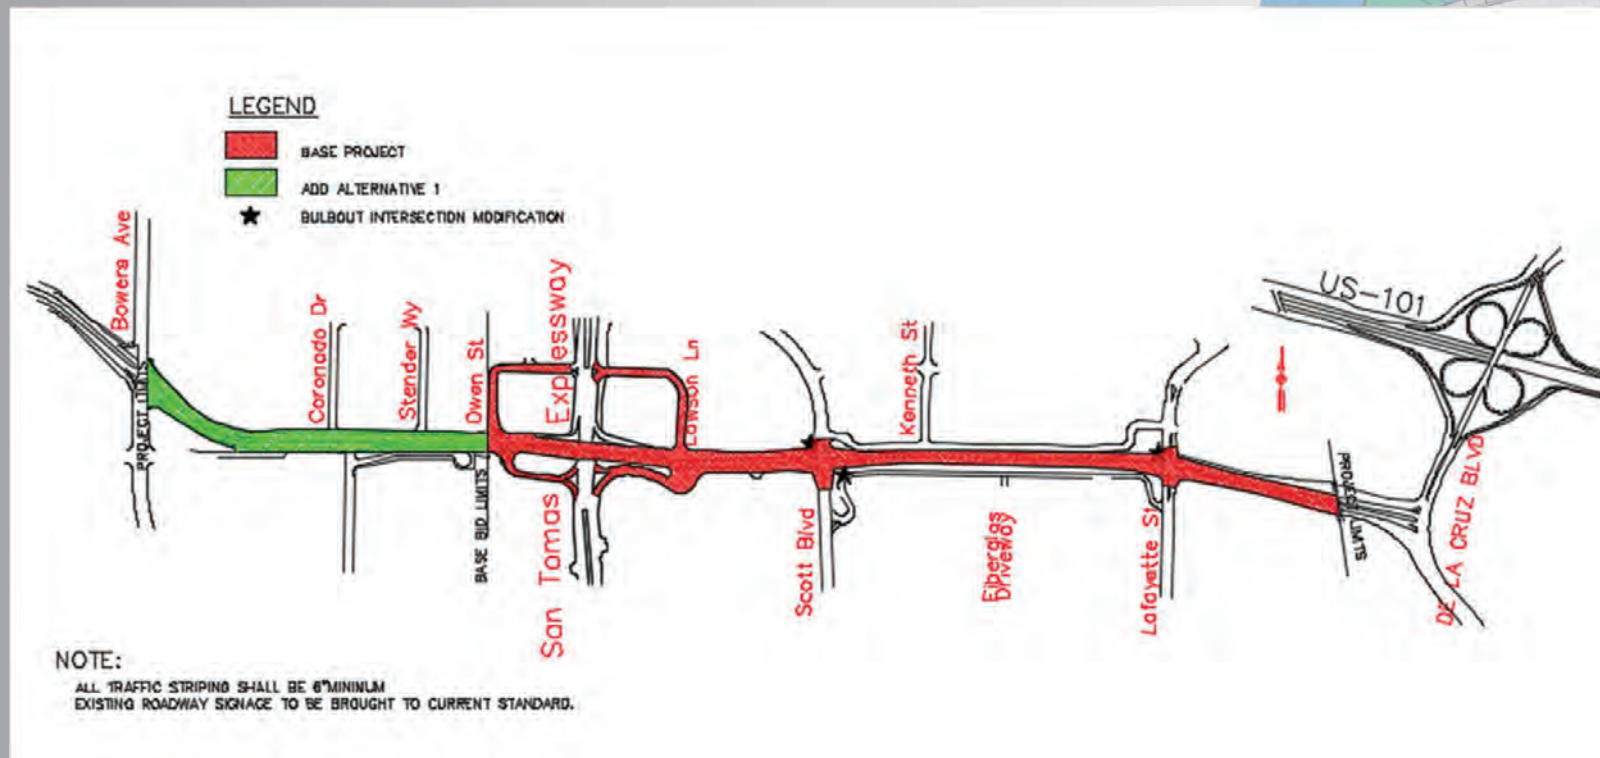 LEGEND
BASE PROJECT
ADD ALTERNATIVE 1
BULBOUT INTERSECTION MODIFICATION
Bowers Ave
PROJECT LIMITS
Coronado Dr
Stender Wy
Owen St
BASE BID LIMITS
San Tomas Expressway
Lawson Ln
Scott Blvd
Kenneth St
Fiberglas
Driveway
Lafayette St
US-101
PROJECT LIMITS
DE LA CRUZ BLVD
NOTE:
ALL TRAFFIC STRIPING SHALL BE 6"MININUM
EXISTING ROADWAY SIGNAGE TO BE BROUGHT TO CURRENT STANDARD.